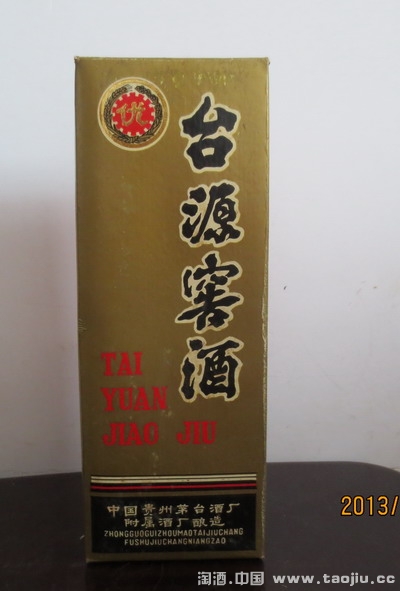 优
台源窖酒
TAI
YUAN
JIAO JIU
中国贵州茅台酒厂
附属酒厂酿造
ZHONGGUOGUIZHOUMAOTAIJIUCHANG
FUSHUJIUCHANGNIANGZAO
2013/
淘酒.中国 www.taojiu.cc